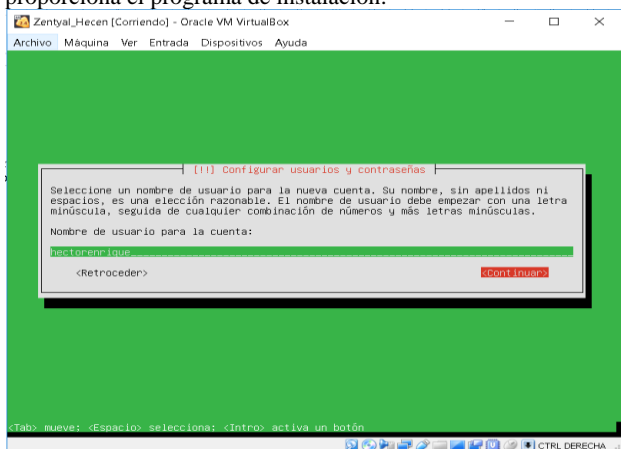 proporciona el programa de instalación.
Zentyal_Hecen [Corriendo] - Oracle VM VirtualBox
Archivo Máquina Ver Entrada Dispositivos Ayuda
[!!] Configurar usuarios y contraseñas
Seleccione un nombre de usuario para la nueva cuenta. Su nombre, sin apellidos ni
espacios, es una elección razonable. El nombre de usuario debe empezar con una letra
minúscula, seguida de cualquier combinación de números y más letras minúsculas.
Nombre de usuario para la cuenta:
hectorenrique
<Retroceder> <Continuar>
<Tab> mueve; <Espacio> selecciona; <Intro> activa un botón
CTRL DERECHA